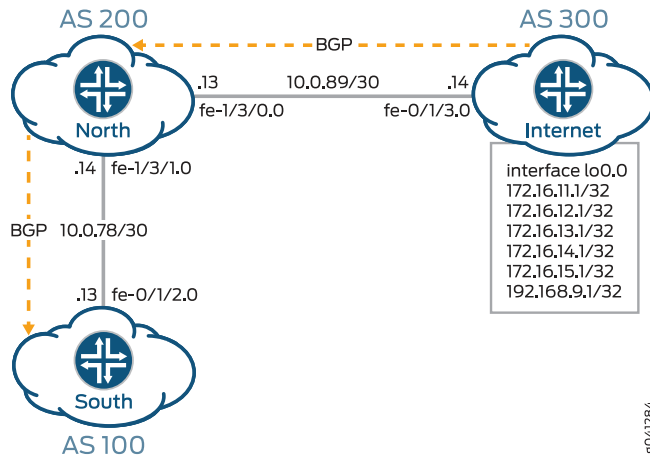 AS 200
AS 300
BGP
.13
10.0.89/30
.14
fe-1/3/0.0
fe-0/1/3.0
North
Internet
.14
fe-1/3/1.0
interface lo0.0
172.16.11.1/32
172.16.12.1/32
172.16.13.1/32
172.16.14.1/32
172.16.15.1/32
192.168.9.1/32
BGP
10.0.78/30
.13
fe-0/1/2.0
South
AS 100
g041284